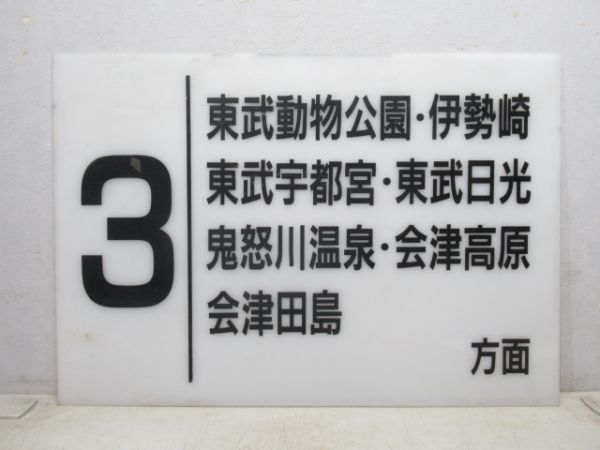 3
東武動物公園・伊勢崎
東武宇都宮・東武日光
鬼怒川温泉・会津高原
会津田島
方面